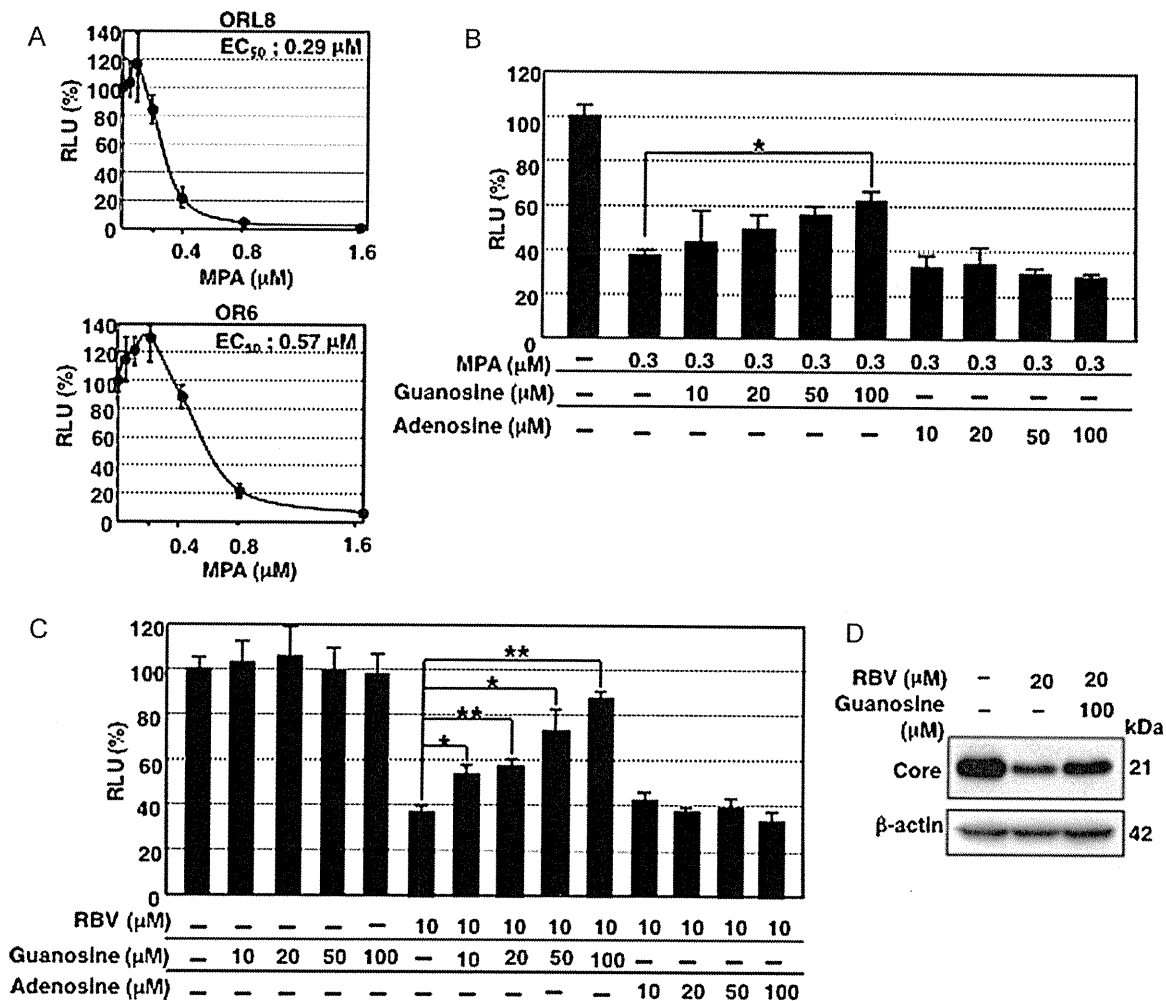 A
ORL8
EC50 ; 0.29 μM
140
120
100
80
60
40
20
0
RLU (%)
0.4 0.8 1.6
MPA (μM)
OR6
EC50 ; 0.57 μM
140
120
100
80
60
40
20
0
RLU (%)
0.4 0.8 1.6
MPA (μM)
B
120
100
80
60
40
20
0
RLU (%)
*
MPA (μM) – 0.3 0.3 0.3 0.3 0.3 0.3 0.3 0.3 0.3
Guanosine (μM) – – 10 20 50 100 – – – –
Adenosine (μM) – – – – – – 10 20 50 100
C
120
100
80
60
40
20
0
RLU (%)
**
*
**
*
RBV (μM) – – – – – 10 10 10 10 10 10 10 10 10
Guanosine (μM) – 10 20 50 100 – 10 20 50 100 – – – –
Adenosine (μM) – – – – – – – – – – 10 20 50 100
D
RBV (μM) – 20 20
Guanosine (μM) – – 100
kDa
Core 21
β-actin 42